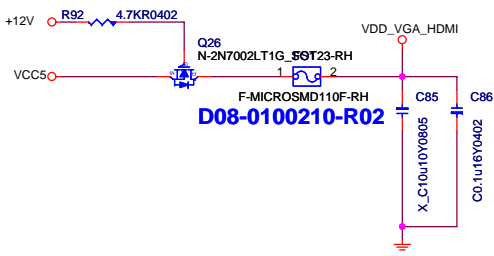 R92
4.7KR0402
+12V
Q26
VDD_VGA_HDMI
N-2N7002LT1G_SOT23-RH
VCC5
1
2
C85
C86
F-MICROSMD110F-RH
D08-0100210-R02
X_C10u10Y0805
C0.1u16Y0402